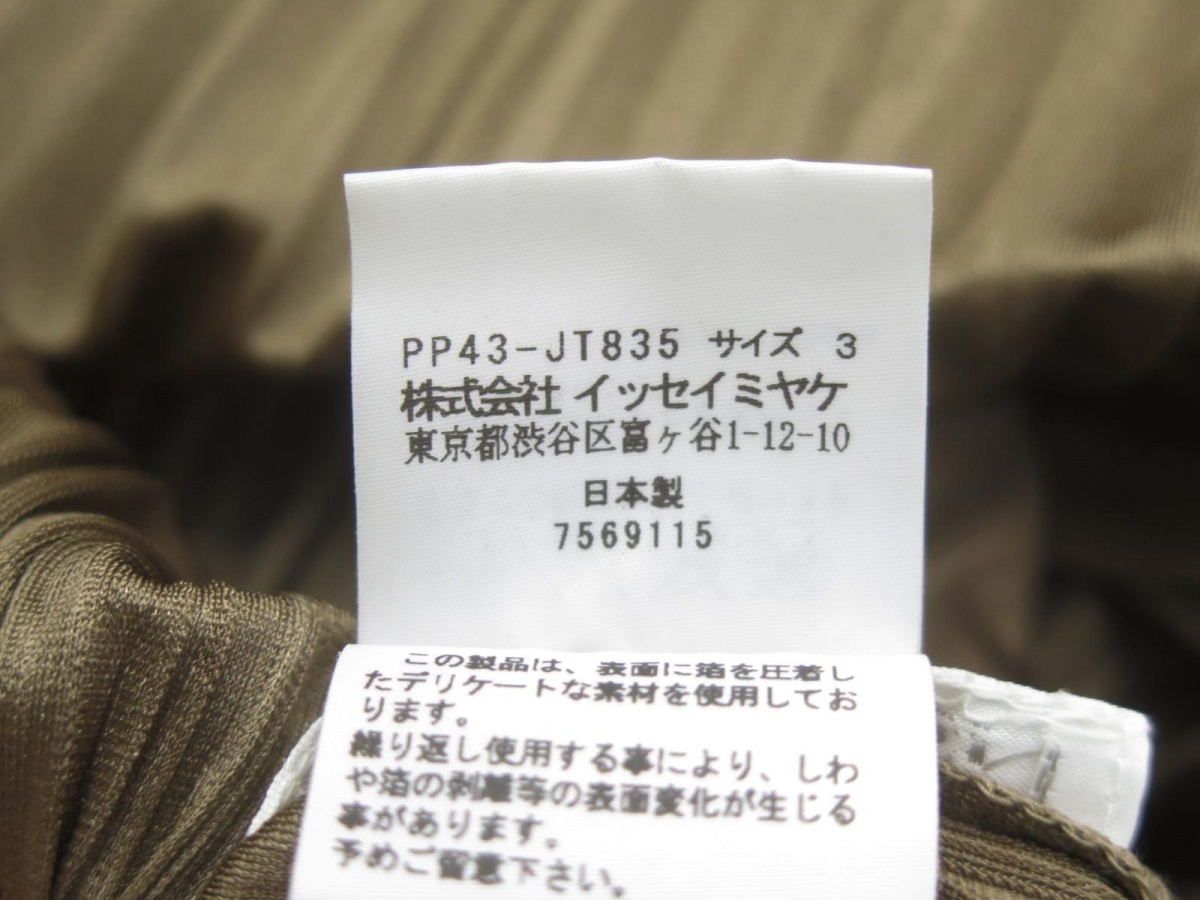 PP43-JT835 サイズ 3
株式会社 イッセイミヤケ
東京都渋谷区富ヶ谷1-12-10
日本製
7569115
この製品は、表面に箔を圧着し
たデリケートな素材を使用してお
ります。
繰り返し使用する事により、しわ
や箔の剥離等の表面変化が生じる
事があります。
予めご留意下さい。